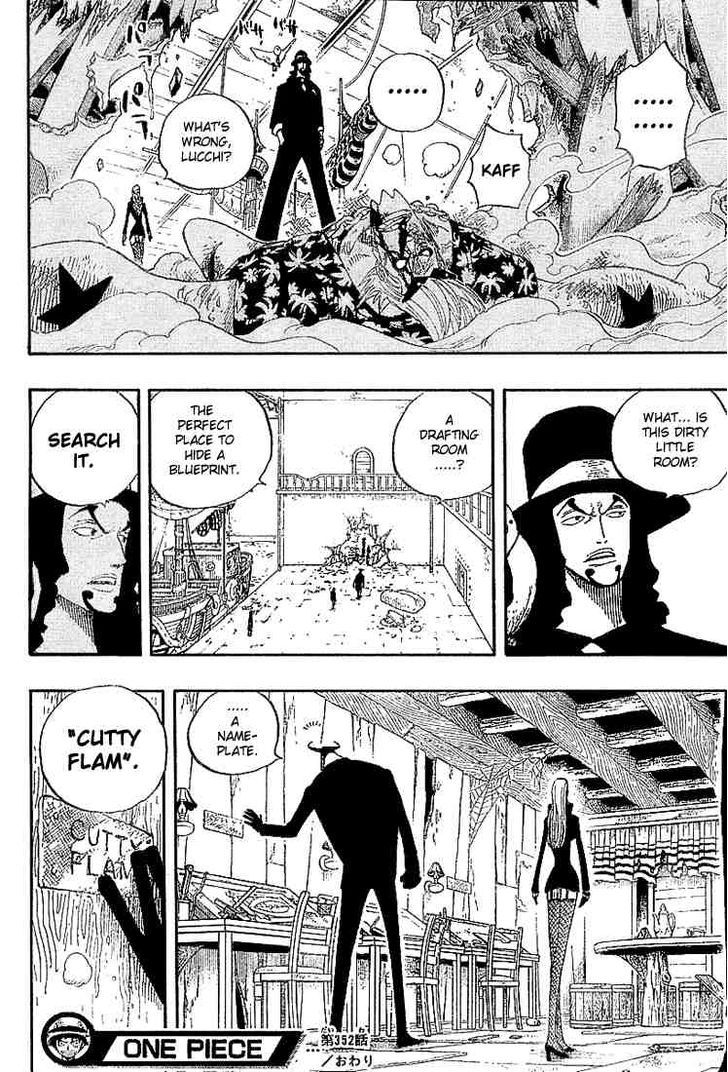 .....
.....
KAFF
.....
WHAT'S
WRONG,
LUCCHI?
WHAT... IS
THIS DIRTY
LITTLE
ROOM?
A
DRAFTING
ROOM
.....?
THE
PERFECT
PLACE TO
HIDE A
BLUEPRINT.
SEARCH
IT.
.....
A
NAME-
PLATE.
"CUTTY
FLAM".
CUTTY
FLAM
ONE PIECE
第352話
／おわり